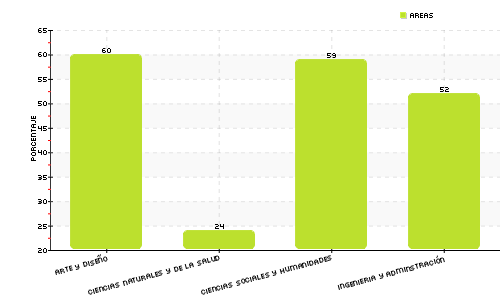 AREAS
65
60
55
50
45
40
35
30
25
20
PORCENTAJE
60
24
59
52
ARTE Y DISEÑO
CIENCIAS NATURALES Y DE LA SALUD
CIENCIAS SOCIALES Y HUMANIDADES
INGENIERIA Y ADMINSTRACIÓN